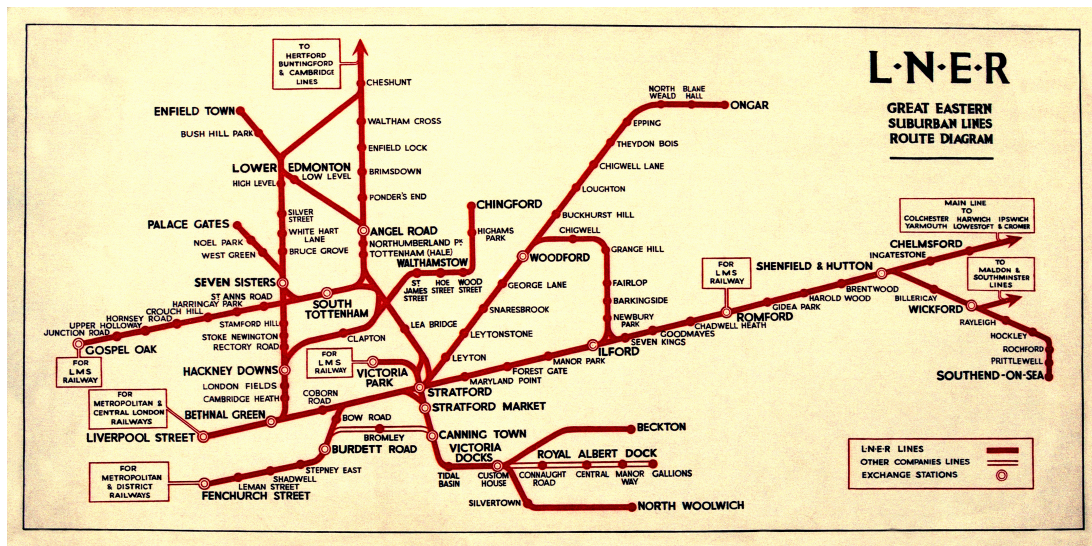 L·N·E·R
GREAT EASTERN
SUBURBAN LINES
ROUTE DIAGRAM
TO
HERTFORD
BUNTINGFORD
& CAMBRIDGE
LINES
CHESHUNT
ENFIELD TOWN
BUSH HILL PARK
WALTHAM CROSS
ENFIELD LOCK
LOWER EDMONTON
HIGH LEVEL
LOW LEVEL
BRIMSDOWN
PONDER'S END
SILVER
STREET
WHITE HART
LANE
BRUCE GROVE
ANGEL ROAD
NORTHUMBERLAND PK.
TOTTENHAM (HALE)
PALACE GATES
NOEL PARK
WEST GREEN
SEVEN SISTERS
SOUTH
TOTTENHAM
ST ANNS ROAD
HARRINGAY PARK
CROUCH HILL
HORNSEY
ROAD
UPPER HOLLOWAY
JUNCTION ROAD
GOSPEL OAK
FOR
LMS
RAILWAY
STAMFORD HILL
STOKE NEWINGTON
RECTORY ROAD
HACKNEY DOWNS
LONDON FIELDS
CAMBRIDGE HEATH
BETHNAL GREEN
LIVERPOOL STREET
FOR
METROPOLITAN &
CENTRAL LONDON
RAILWAYS
CLAPTON
LEA BRIDGE
CHINGFORD
HIGHAMS
PARK
WALTHAMSTOW
ST
JAMES
STREET
HOE
STREET
WOOD
STREET
FOR
LMS
RAILWAY
VICTORIA
PARK
COBORN
ROAD
STRATFORD
STRATFORD MARKET
BOW ROAD
BROMLEY
BURDETT ROAD
STEPNEY EAST
SHADWELL
LEMAN STREET
FENCHURCH STREET
FOR
METROPOLITAN
& DISTRICT
RAILWAYS
CANNING TOWN
VICTORIA
DOCKS
TIDAL
BASIN
CUSTOM
HOUSE
BECKTON
ROYAL ALBERT DOCK
CONNAUGHT
ROAD
CENTRAL
MANOR
WAY
GALLIONS
SILVERTOWN
NORTH WOOLWICH
NORTH
WEALD
BLAKE
HALL
ONGAR
EPPING
THEYDON BOIS
CHIGWELL LANE
LOUGHTON
BUCKHURST HILL
CHIGWELL
WOODFORD
GRANGE HILL
FAIRLOP
BARKINGSIDE
NEWBURY
PARK
GEORGE LANE
SNARESBROOK
LEYTONSTONE
LEYTON
MARYLAND POINT
FOREST GATE
MANOR PARK
ILFORD
SEVEN KINGS
GOODMAYES
CHADWELL HEATH
FOR
LMS
RAILWAY
ROMFORD
GIDEA PARK
HAROLD WOOD
BRENTWOOD
SHENFIELD & HUTTON
INGATESTONE
CHELMSFORD
MAIN LINE
TO
COLCHESTER HARWICH IPSWICH
YARMOUTH LOWESTOFT & CROMER
TO
MALDON &
SOUTHMINSTER
LINES
BILLERICAY
WICKFORD
RAYLEIGH
HOCKLEY
ROCHFORD
PRITTLEWELL
SOUTHEND-ON-SEA
L·N·E·R LINES
OTHER COMPANIES LINES
EXCHANGE STATIONS